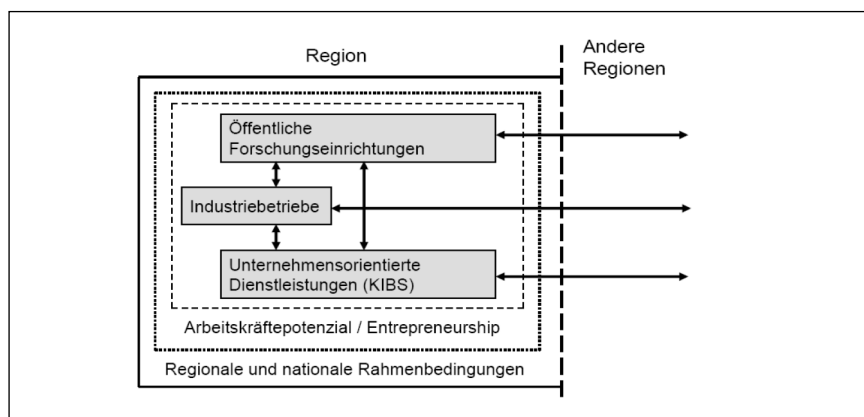 Region
Andere
Regionen
Öffentliche
Forschungseinrichtungen
Industriebetriebe
Unternehmensorientierte
Dienstleistungen (KIBS)
Arbeitskräftepotenzial / Entrepreneurship
Regionale und nationale Rahmenbedingungen